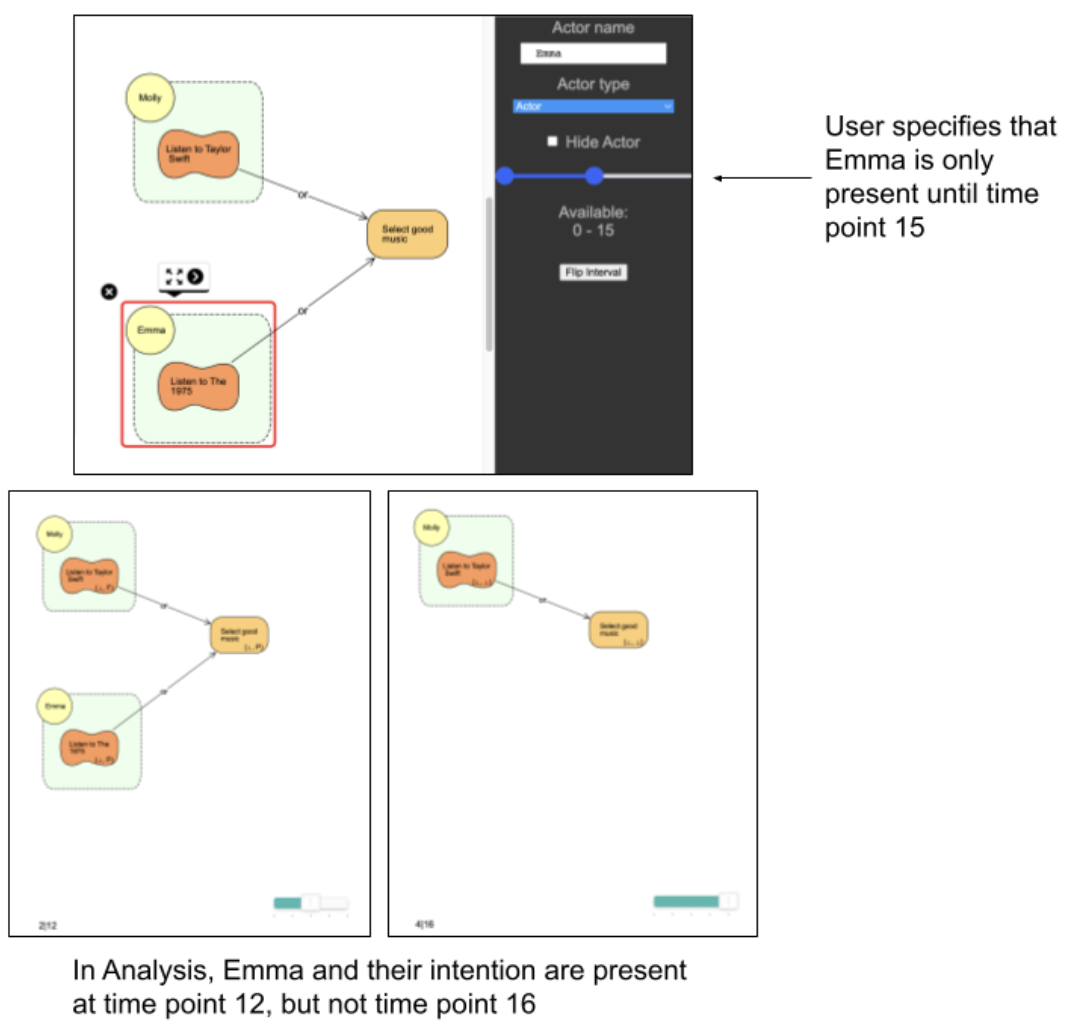 Actor name
Emma
Actor type
Actor
Hide Actor
Available:
0 - 15
Flip Interval
Molly
Listen to Taylor
Swift
or
Select good
music
Emma
or
Listen to The
1975
User specifies that
Emma is only
present until time
point 15
Molly
Listen to Taylor
Swift
or
Select good
music
or
Emma
Listen to The
1975
2|12
Molly
Listen to Taylor
Swift
or
Select good
music
4|16
In Analysis, Emma and their intention are present
at time point 12, but not time point 16